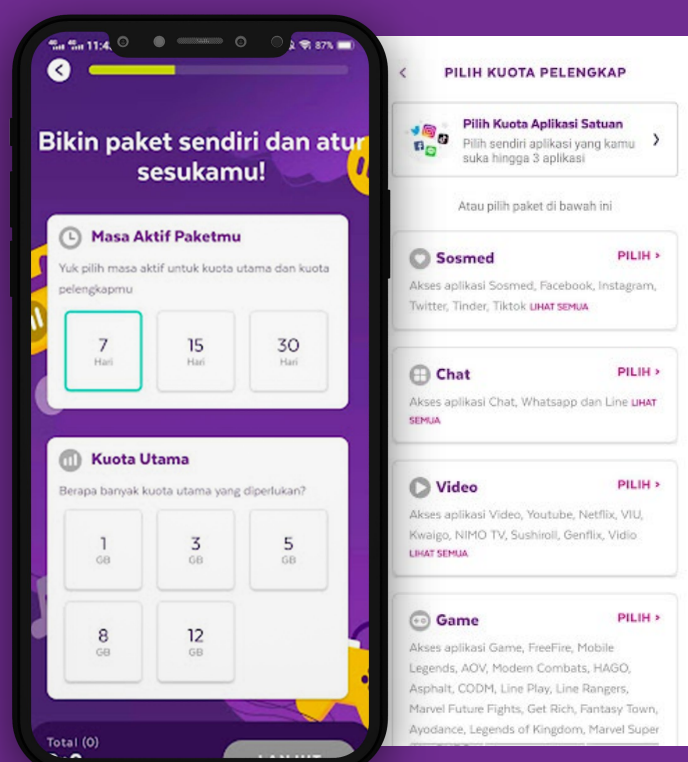 11:4
87%
Bikin paket sendiri dan atur
sesukamu!
Masa Aktif Paketmu
Yuk pilih masa aktif untuk kuota utama dan kuota
pelengkapmu
7
Hari
15
Hari
30
Hari
Kuota Utama
Berapa banyak kuota utama yang diperlukan?
1
GB
3
GB
5
GB
8
GB
12
GB
Total (0)
PILIH KUOTA PELENGKAP
Pilih Kuota Aplikasi Satuan
Pilih sendiri aplikasi yang kamu
suka hingga 3 aplikasi
Atau pilih paket di bawah ini
Sosmed PILIH >
Akses aplikasi Sosmed, Facebook, Instagram,
Twitter, Tinder, Tiktok LIHAT SEMUA
Chat PILIH >
Akses aplikasi Chat, Whatsapp dan Line LIHAT
SEMUA
Video PILIH >
Akses aplikasi Video, Youtube, Netflix, VIU,
Kwaigo, NIMO TV, Sushiroll, Genflix, Vidio
LIHAT SEMUA
Game PILIH >
Akses aplikasi Game, FreeFire, Mobile
Legends, AOV, Modern Combats, HAGO,
Asphalt, CODM, Line Play, Line Rangers,
Marvel Future Fights, Get Rich, Fantasy Town,
Ayodance, Legends of Kingdom, Marvel Super